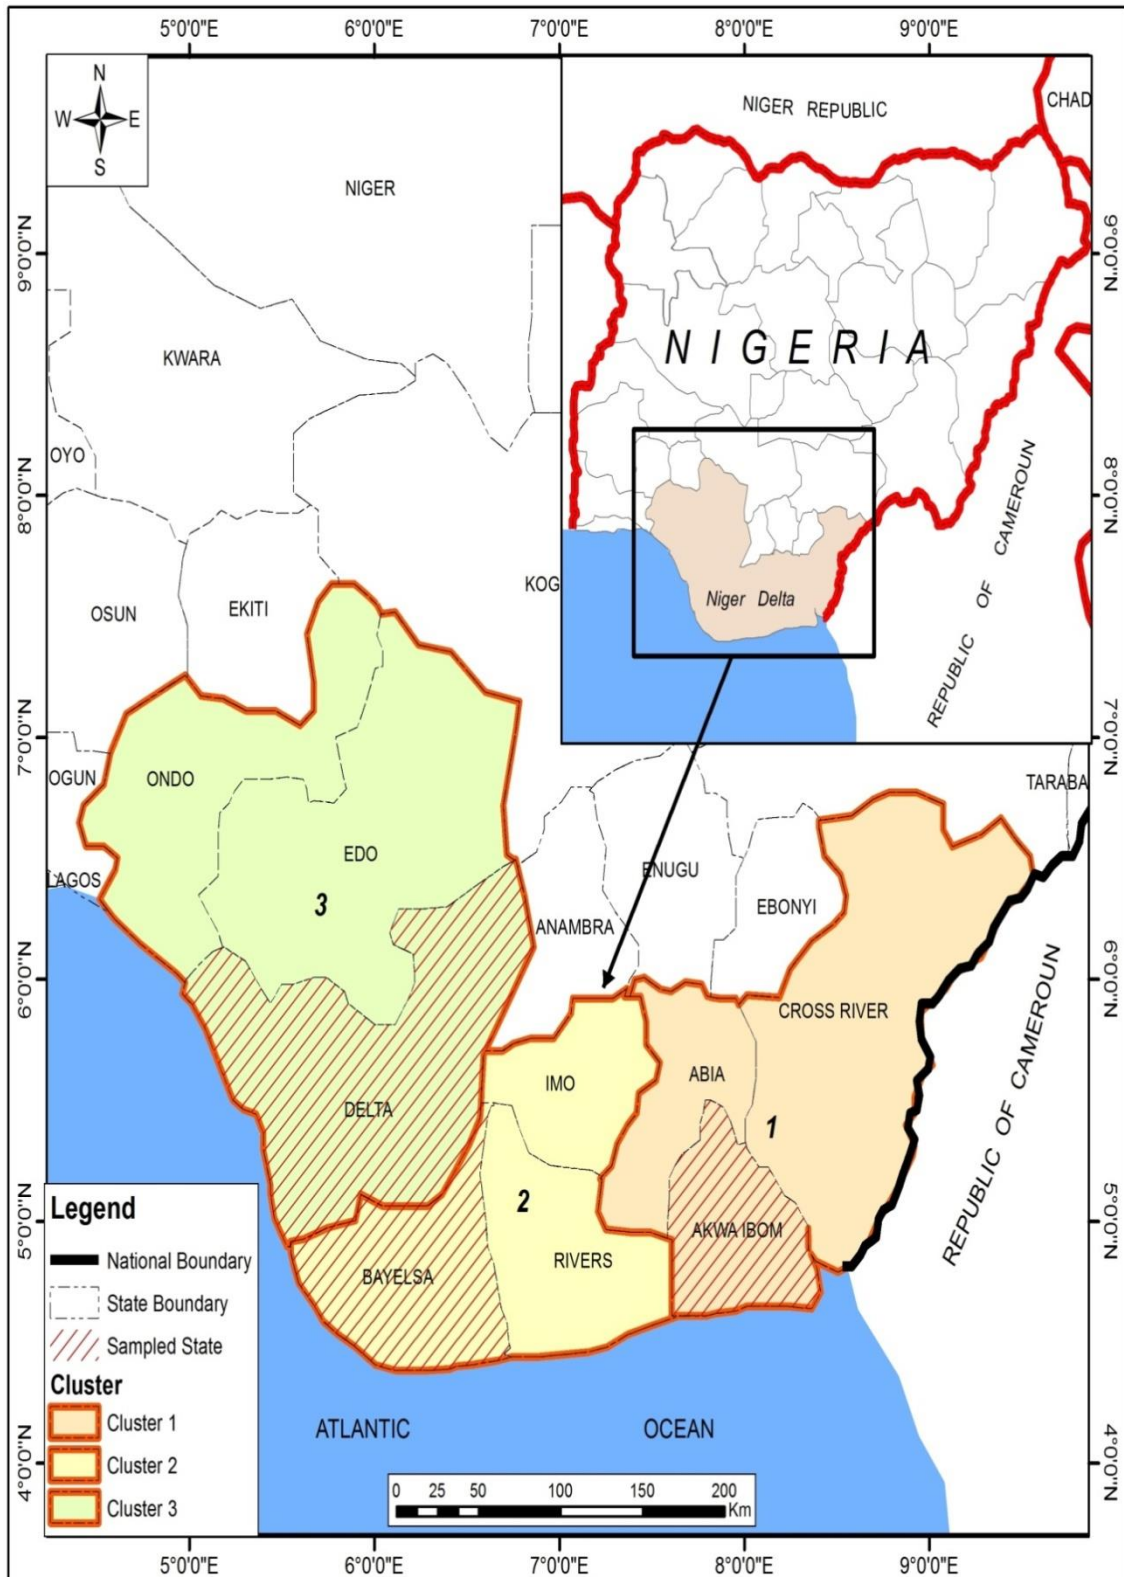 5°0'0"E 6°0'0"E 7°0'0"E 8°0'0"E 9°0'0"E
N
W E
S
NIGER REPUBLIC
CHAD
NIGER
9°0'0"N
9°0'0"N
NIGERIA
KWARA
OYO
8°0'0"N
8°0'0"N
REPUBLIC OF CAMEROUN
Niger Delta
KOG
OSUN
EKITI
7°0'0"N
7°0'0"N
OGUN
ONDO
TARABA
EDO
LAGOS
ENUGU
3
EBONYI
ANAMBRA
6°0'0"N
6°0'0"N
CROSS RIVER
REPUBLIC OF CAMEROUN
IMO
ABIA
DELTA
1
2
5°0'0"N
5°0'0"N
AKWA IBOM
BAYELSA
RIVERS
Legend
National Boundary
State Boundary
Sampled State
Cluster
Cluster 1
Cluster 2
Cluster 3
ATLANTIC OCEAN
4°0'0"N
4°0'0"N
0 25 50 100 150 200
Km
5°0'0"E 6°0'0"E 7°0'0"E 8°0'0"E 9°0'0"E